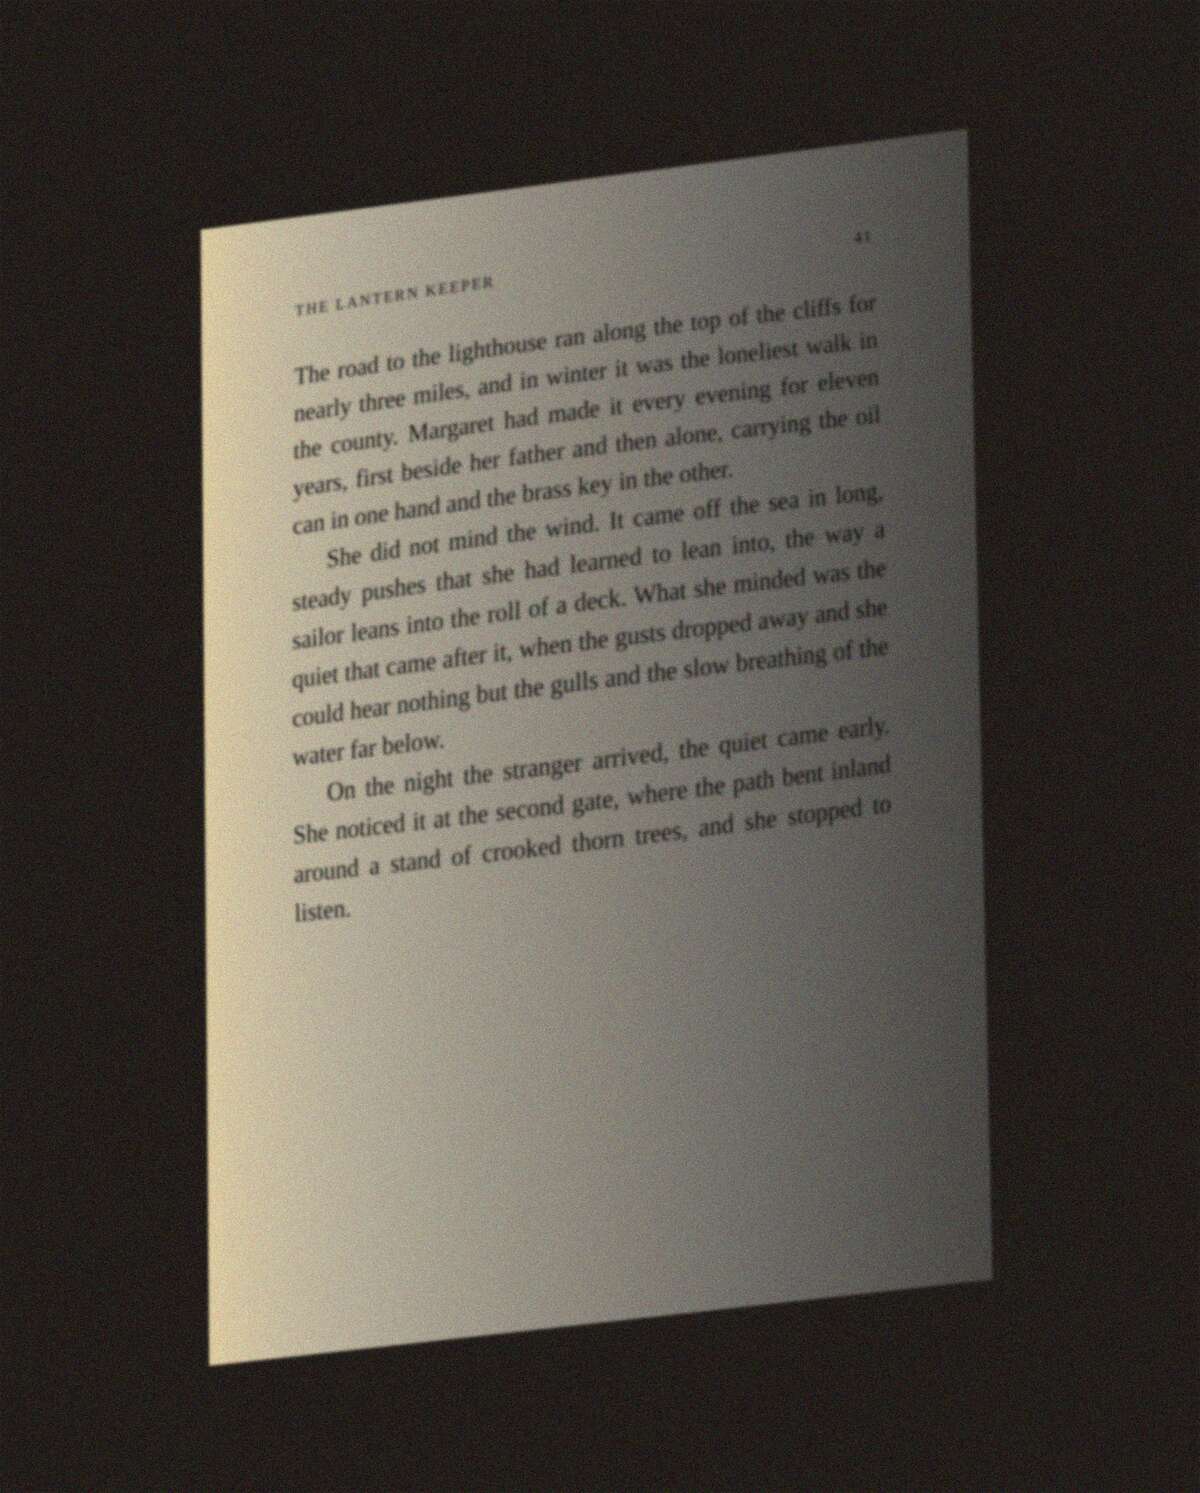 THE LANTERN KEEPER
41
The road to the lighthouse ran along the top of the cliffs for
nearly three miles, and in winter it was the loneliest walk in
the county. Margaret had made it every evening for eleven
years, first beside her father and then alone, carrying the oil
can in one hand and the brass key in the other.
She did not mind the wind. It came off the sea in long,
steady pushes that she had learned to lean into, the way a
sailor leans into the roll of a deck. What she minded was the
quiet that came after it, when the gusts dropped away and she
could hear nothing but the gulls and the slow breathing of the
water far below.
On the night the stranger arrived, the quiet came early.
She noticed it at the second gate, where the path bent inland
around a stand of crooked thorn trees, and she stopped to
listen.